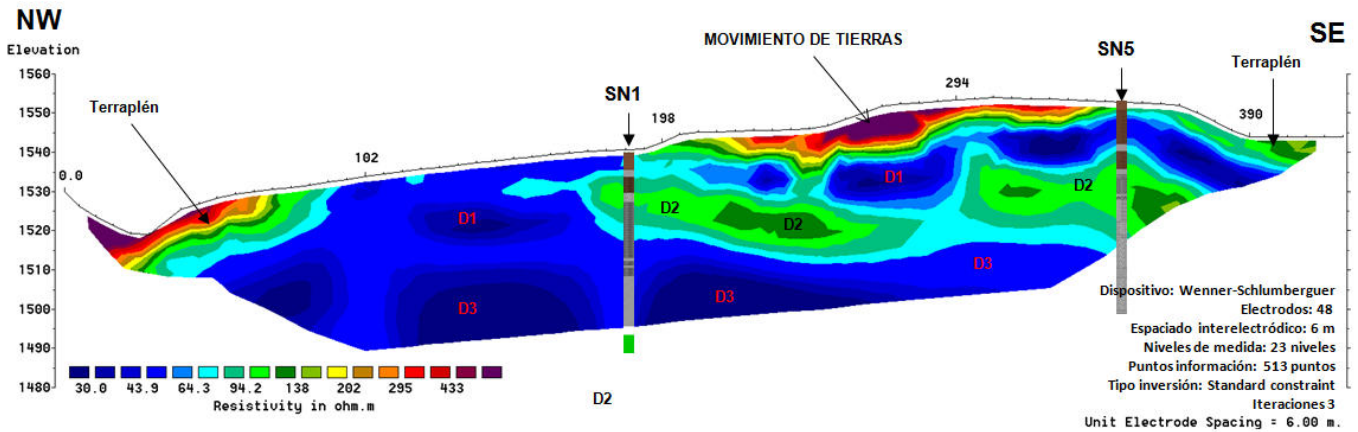 NW
SE
Elevation
MOVIMIENTO DE TIERRAS
SN5
Terraplén
1560
1550
1540
1530
1520
1510
1500
1490
1480
Terraplén
SN1
294
198
390
102
0.0
D1
D2
D1
D2
D2
D3
D3
D3
Dispositivo: Wenner-Schlumberguer
Electrodos: 48
Espaciado interelectródico: 6 m
Niveles de medida: 23 niveles
Puntos información: 513 puntos
Tipo inversión: Standard constraint
Iteraciones 3
Unit Electrode Spacing = 6.00 m.
30.0 43.9 64.3 94.2 138 202 295 433
Resistivity in ohm.m
D2